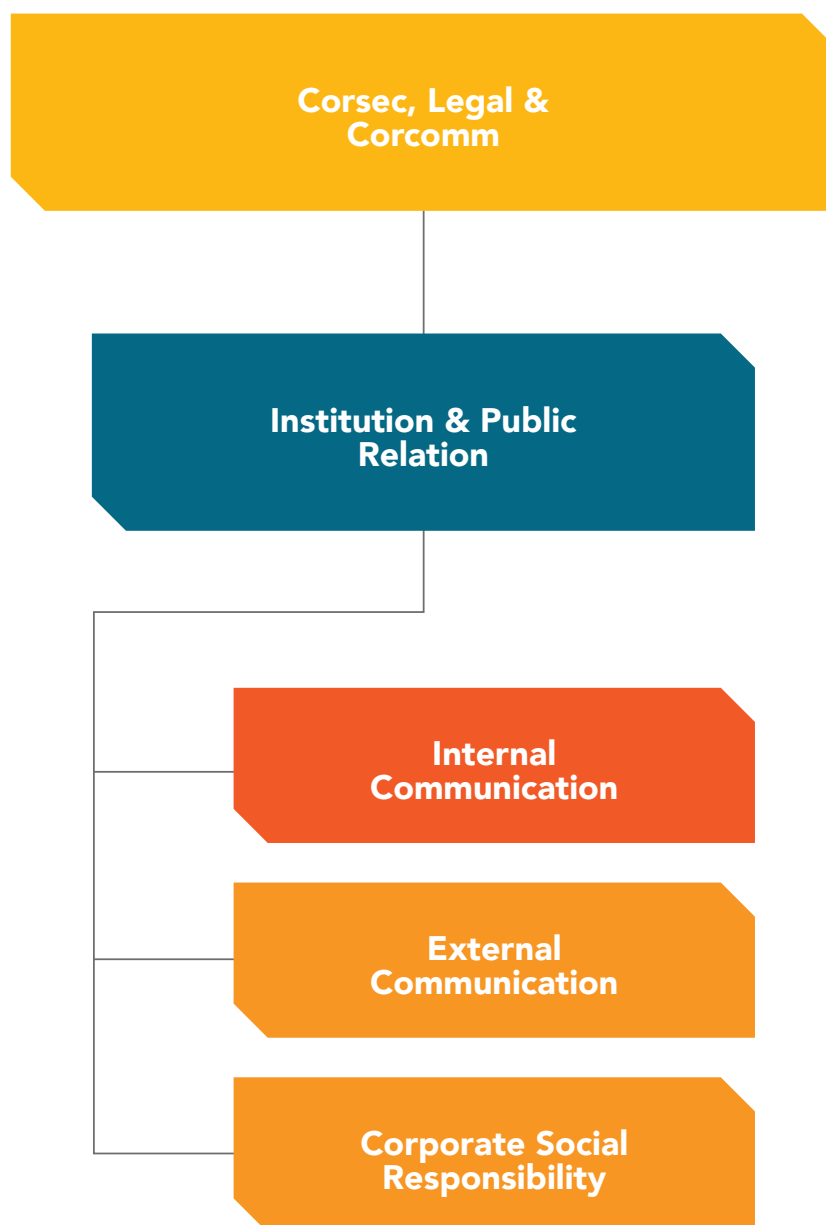 Corsec, Legal &
Corcomm
Institution & Public
Relation
Internal
Communication
External
Communication
Corporate Social
Responsibility